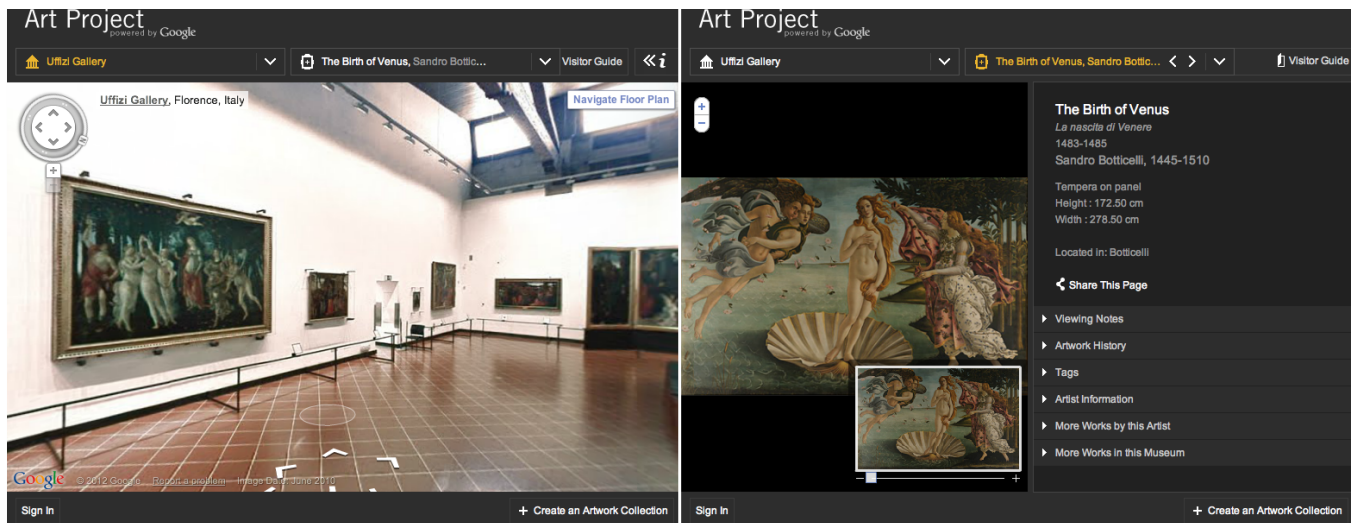 Art Project
powered by Google
Uffizi Gallery
The Birth of Venus, Sandro Bottic...
Visitor Guide
Uffizi Gallery, Florence, Italy
Navigate Floor Plan
Google © 2012 Google Report a problem Image Date: June 2010
Sign In
+ Create an Artwork Collection
Art Project
powered by Google
Uffizi Gallery
The Birth of Venus, Sandro Bottic...
Visitor Guide
The Birth of Venus
La nascita di Venere
1483-1485
Sandro Botticelli, 1445-1510
Tempera on panel
Height : 172.50 cm
Width : 278.50 cm
Located in: Botticelli
Share This Page
Viewing Notes
Artwork History
Tags
Artist Information
More Works by this Artist
More Works in this Museum
Sign In
+ Create an Artwork Collection